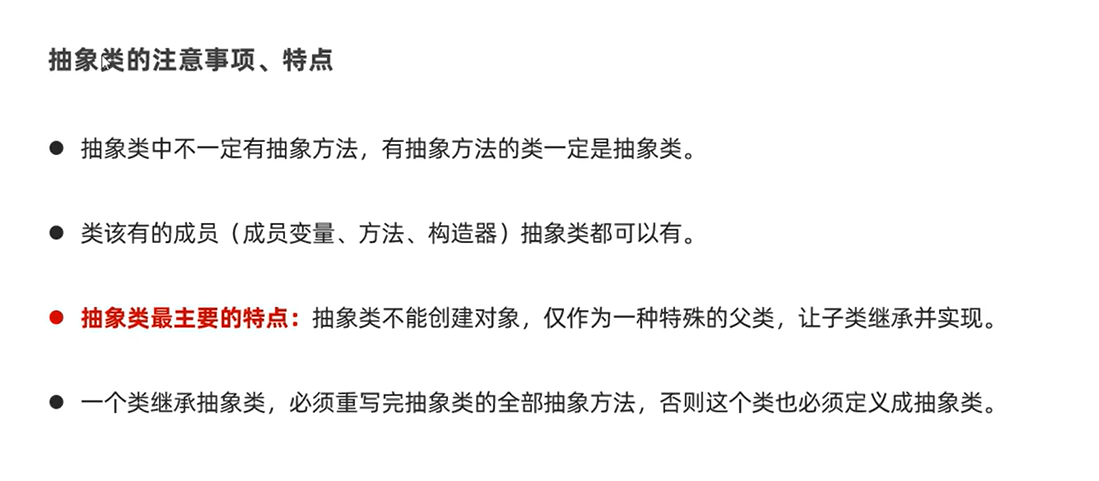 抽象类的注意事项、特点
● 抽象类中不一定有抽象方法，有抽象方法的类一定是抽象类。
● 类该有的成员（成员变量、方法、构造器）抽象类都可以有。
● 抽象类最主要的特点：抽象类不能创建对象，仅作为一种特殊的父类，让子类继承并实现。
● 一个类继承抽象类，必须重写完抽象类的全部抽象方法，否则这个类也必须定义成抽象类。